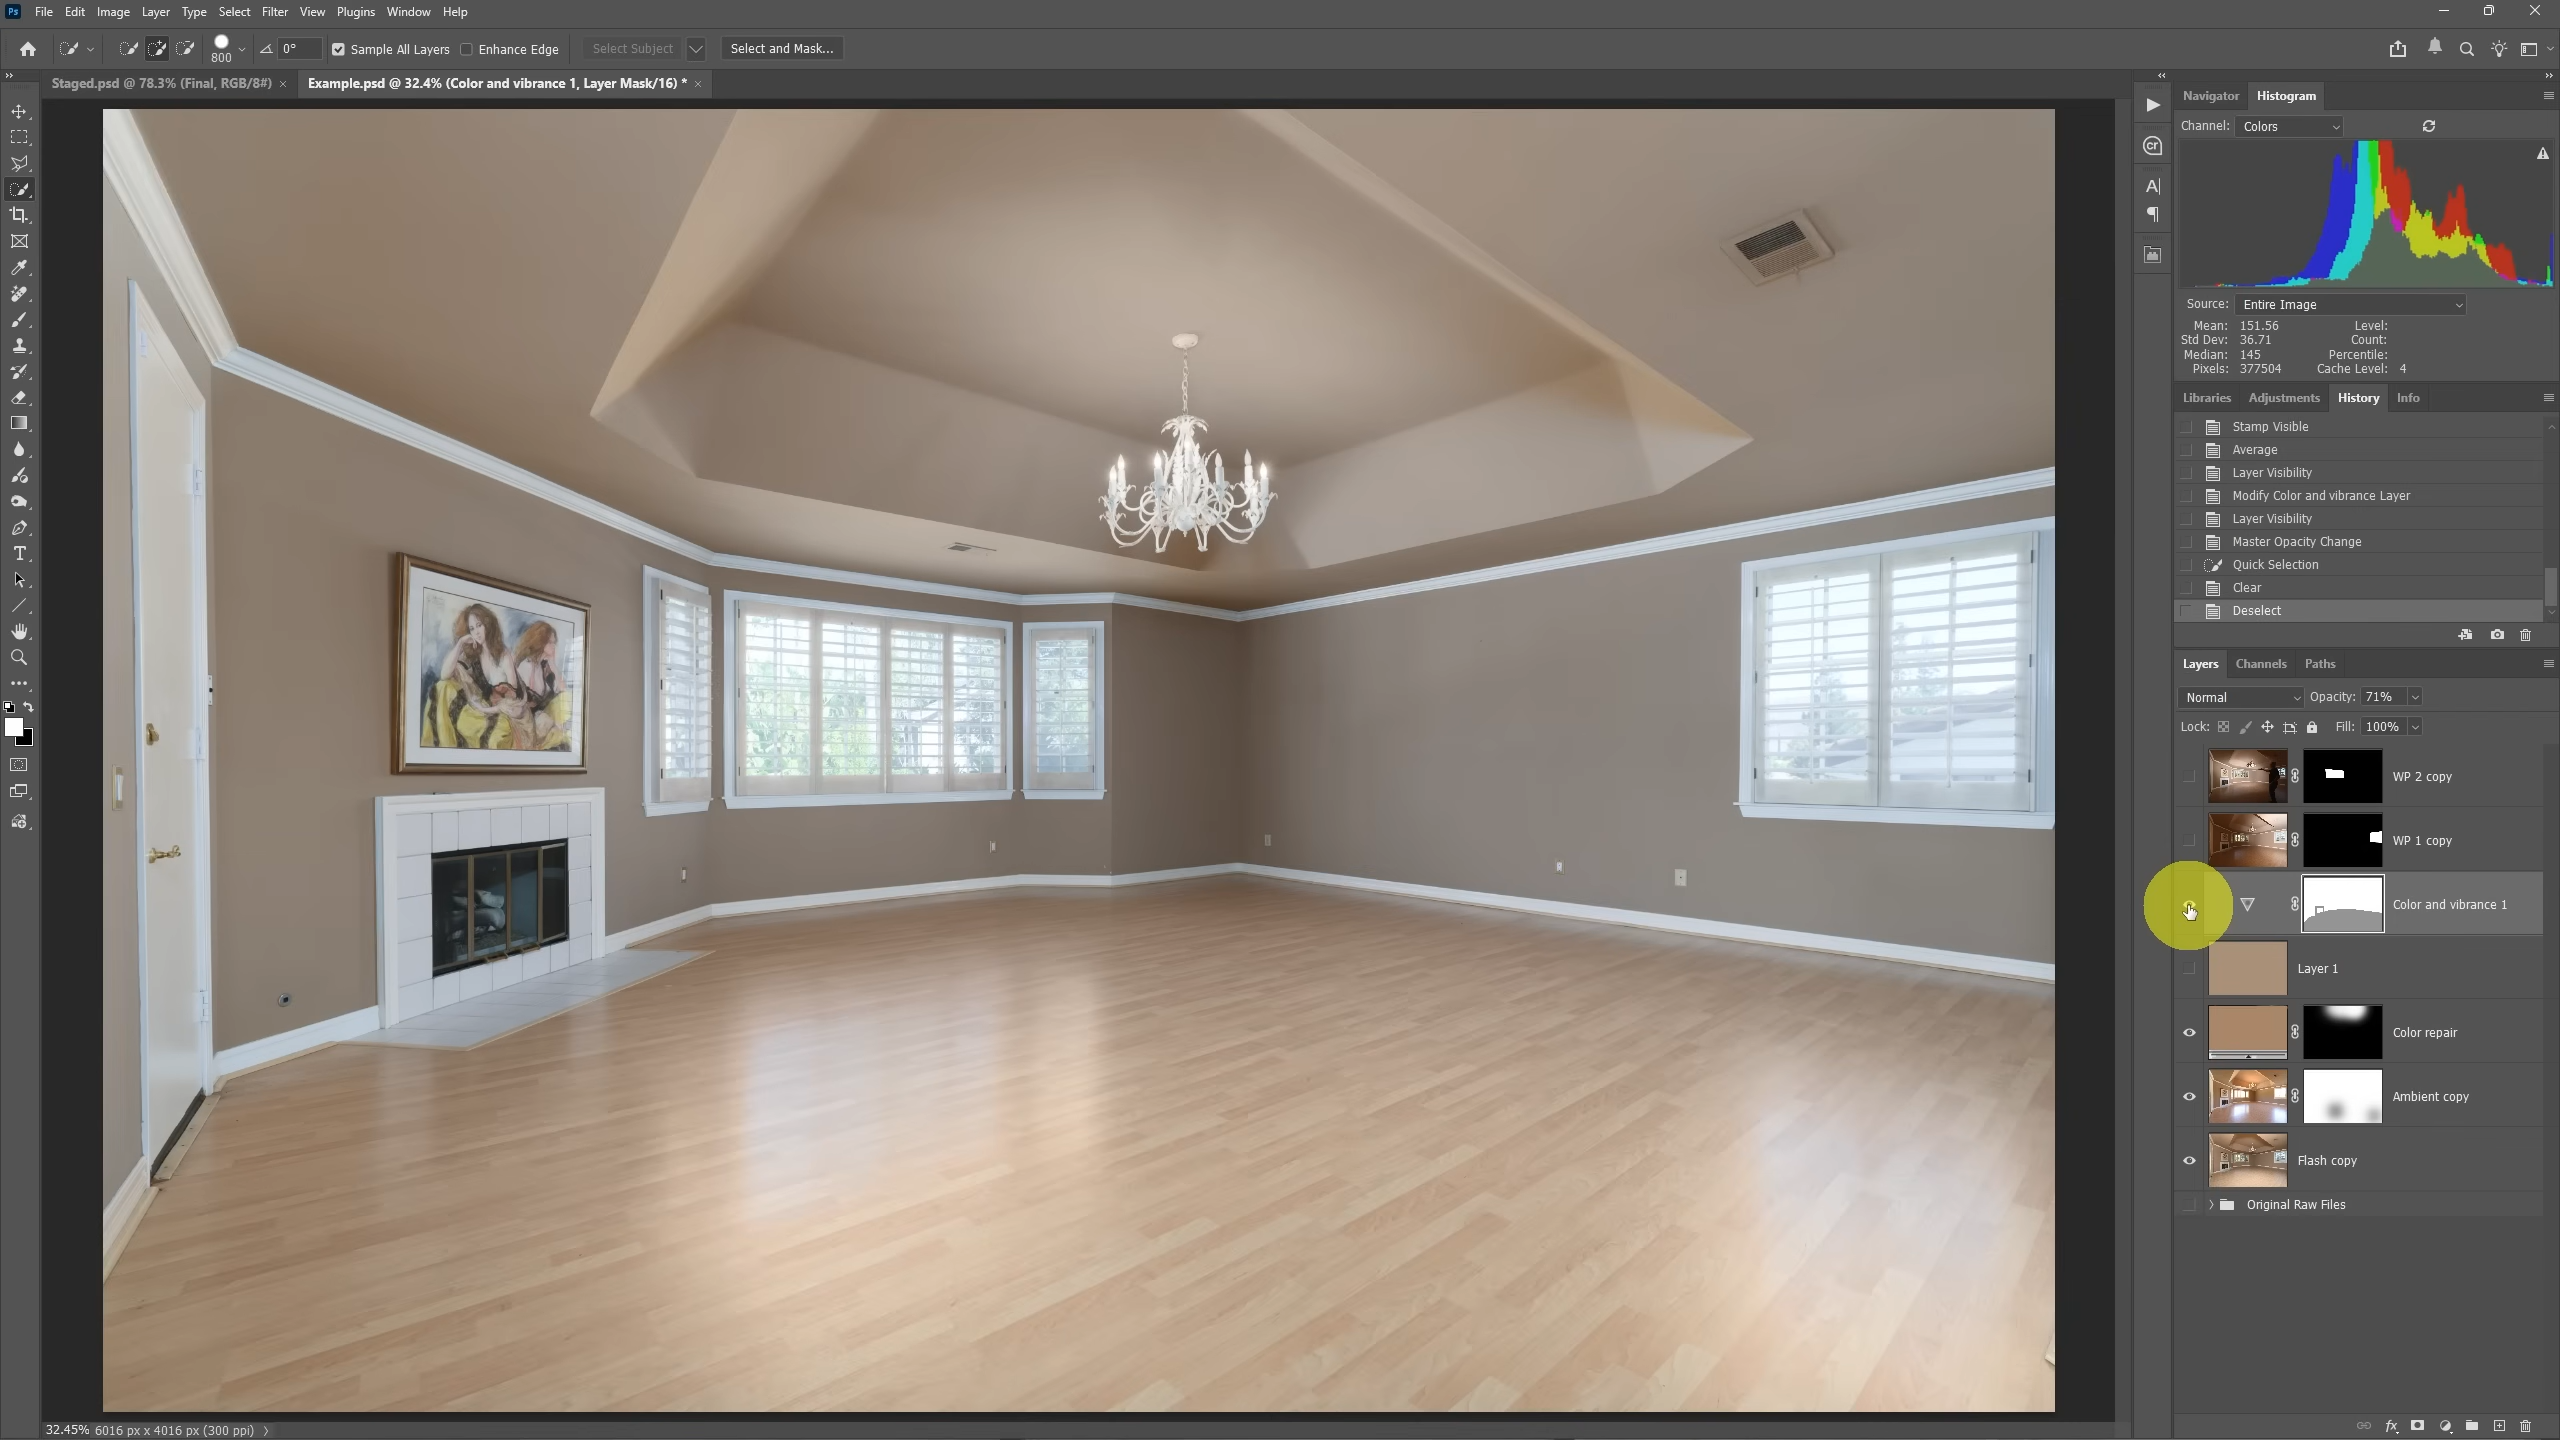 Ps File Edit Image Layer Type Select Filter View Plugins Window Help
800 0° Sample All Layers Enhance Edge Select Subject Select and Mask...
Staged.psd @ 78.3% (Final, RGB/8#) × Example.psd @ 32.4% (Color and vibrance 1, Layer Mask/16) * ×
Navigator Histogram
Channel: Colors
Source: Entire Image
Mean: 151.56 Level:
Std Dev: 36.71 Count:
Median: 145 Percentile:
Pixels: 377504 Cache Level: 4
Libraries Adjustments History Info
Stamp Visible
Average
Layer Visibility
Modify Color and vibrance Layer
Layer Visibility
Master Opacity Change
Quick Selection
Clear
Deselect
Layers Channels Paths
Normal Opacity: 71%
Lock: Fill: 100%
WP 2 copy
WP 1 copy
Color and vibrance 1
Layer 1
Color repair
Ambient copy
Flash copy
Original Raw Files
32.45% 6016 px x 4016 px (300 ppi)